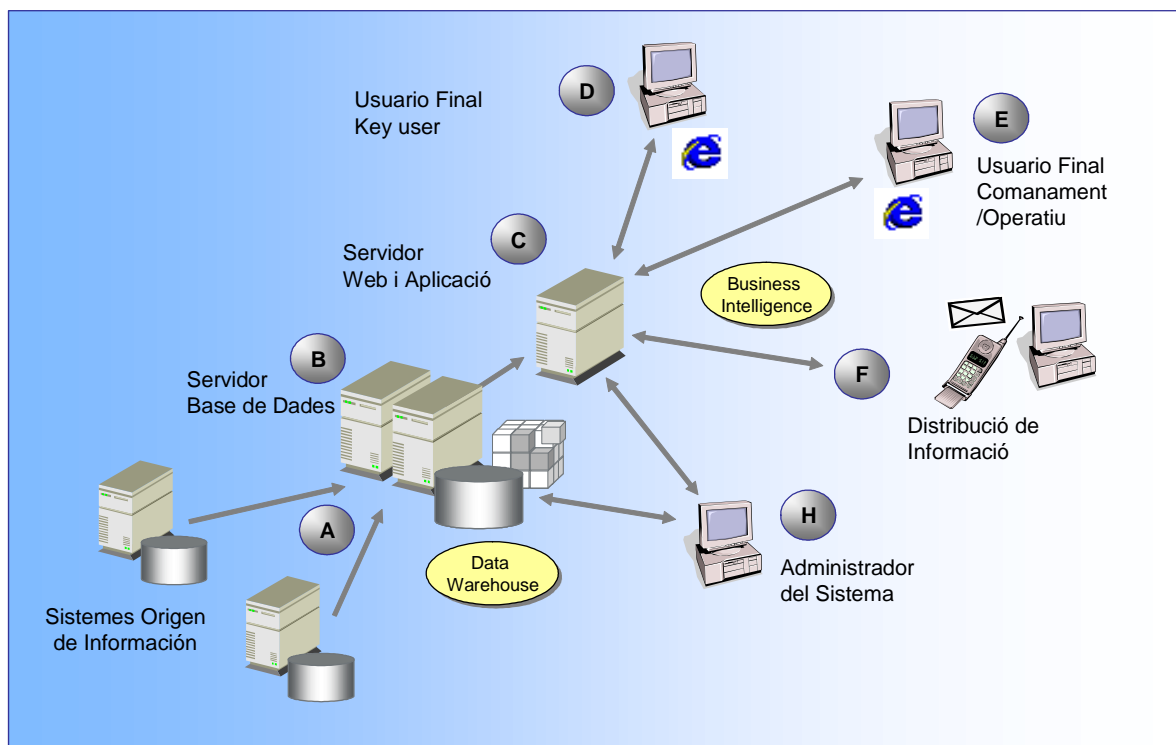 D
Usuario Final
Key user
E
Usuario Final
Comanament
/Operatiu
C
Servidor
Web i Aplicació
Business
Intelligence
B
Servidor
Base de Dades
F
Distribució de
Informació
A
H
Data
Warehouse
Administrador
del Sistema
Sistemes Origen
de Información